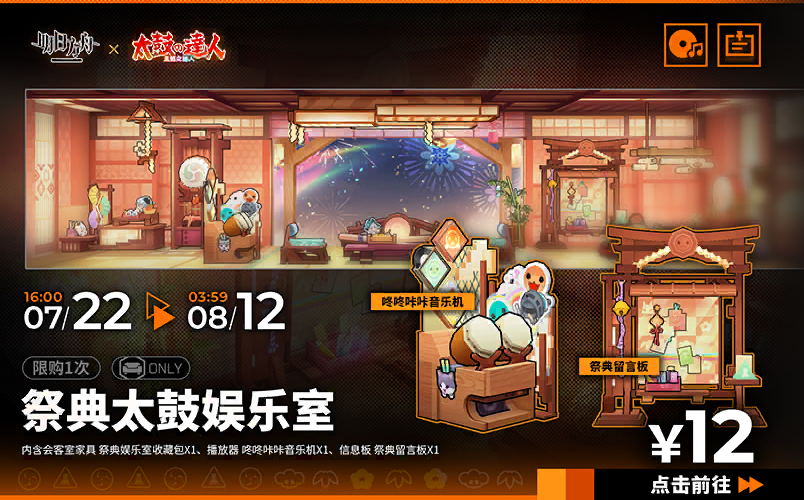 明日方舟 × 太鼓の達人
咚咚咔咔音乐机
祭典留言板
16:00 03:59
07/22 08/12
限购1次 ONLY
祭典太鼓娱乐室
内含会客室家具 祭典娱乐室收藏包X1、播放器 咚咚咔咔音乐机X1、信息板 祭典留言板X1
¥12
点击前往